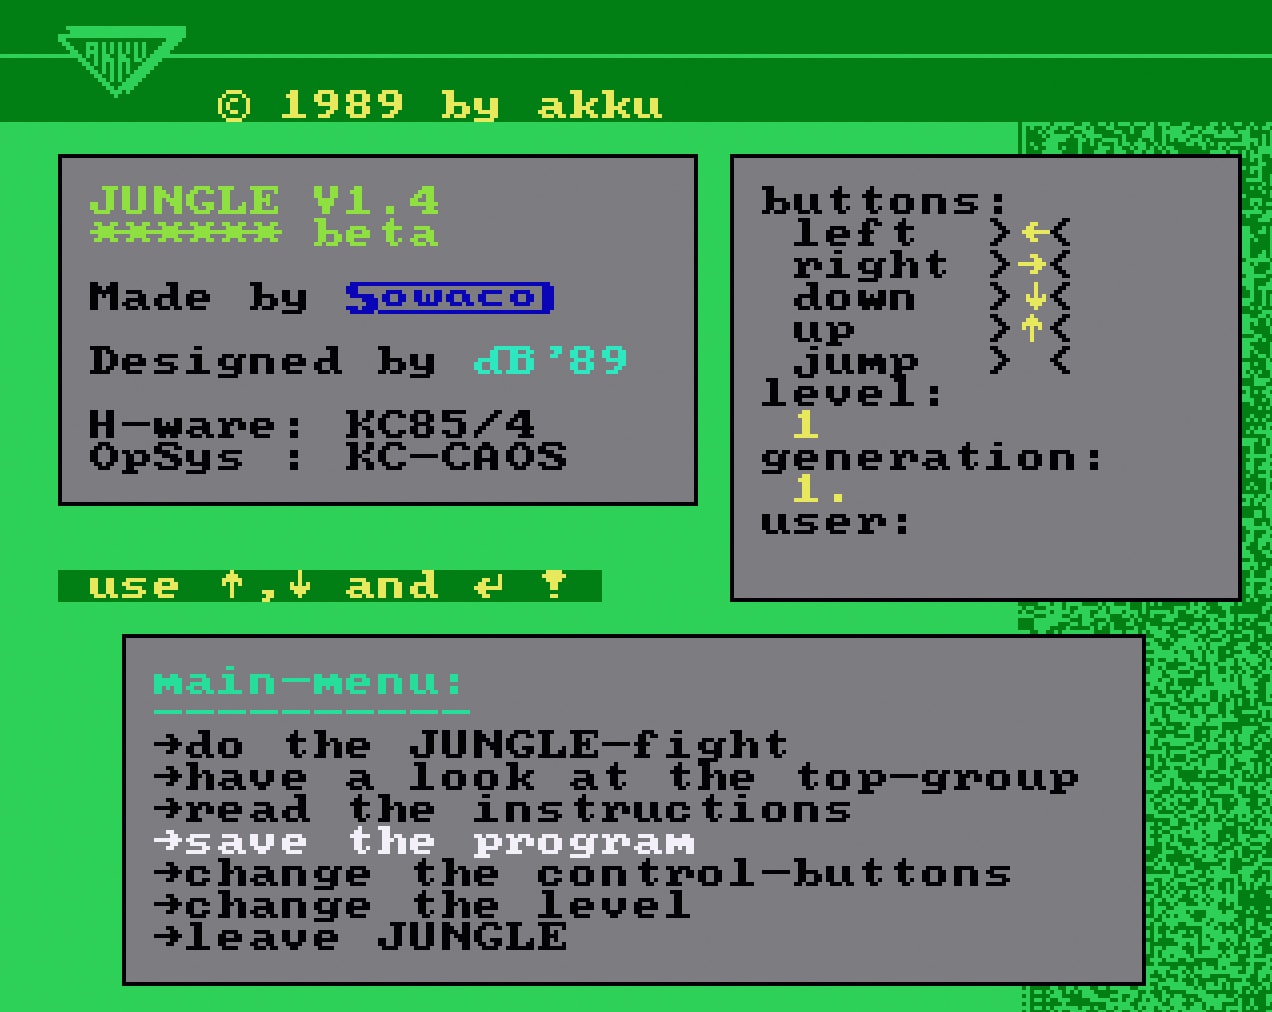 AKKU
© 1989 by akku
JUNGLE V1.4
****** beta
Made by Sowaco
Designed by dB'89
H-ware: KC85/4
OpSys : KC-CAOS
buttons:
left >←<
right >→<
down >↓<
up >↑<
jump > <
level:
1
generation:
1.
user:
use ↑,↓ and ↵ !
main-menu:
----------
→do the JUNGLE-fight
→have a look at the top-group
→read the instructions
→save the program
→change the control-buttons
→change the level
→leave JUNGLE